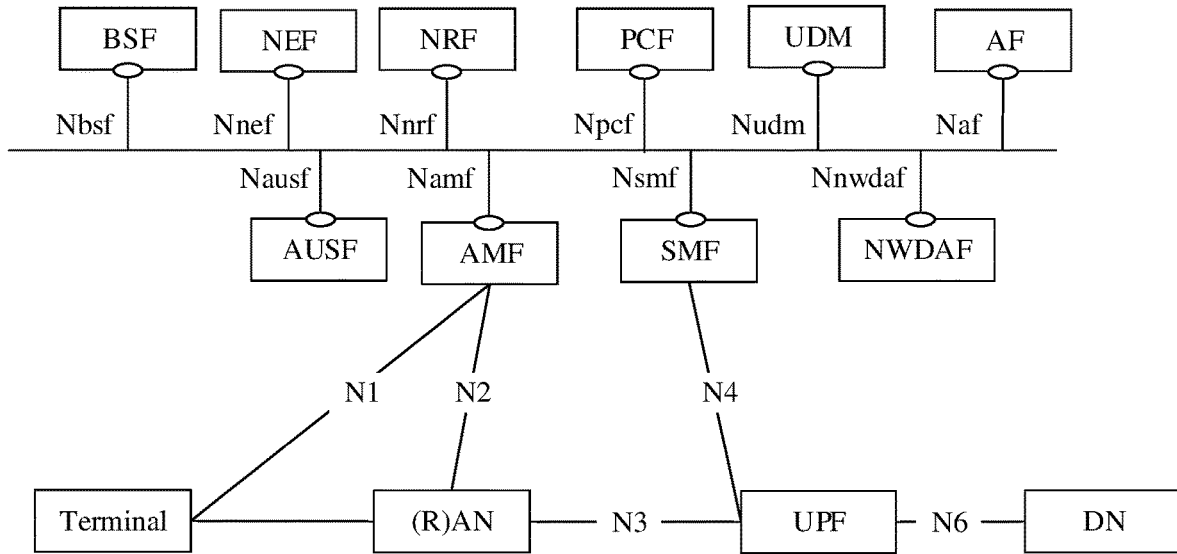 BSF NEF NRF PCF UDM AF
Nbsf Nnef Nnrf Npcf Nudm Naf
Nausf Namf Nsmf Nnwdaf
AUSF AMF SMF NWDAF
N1 N2 N4
Terminal (R)AN N3 UPF N6 DN